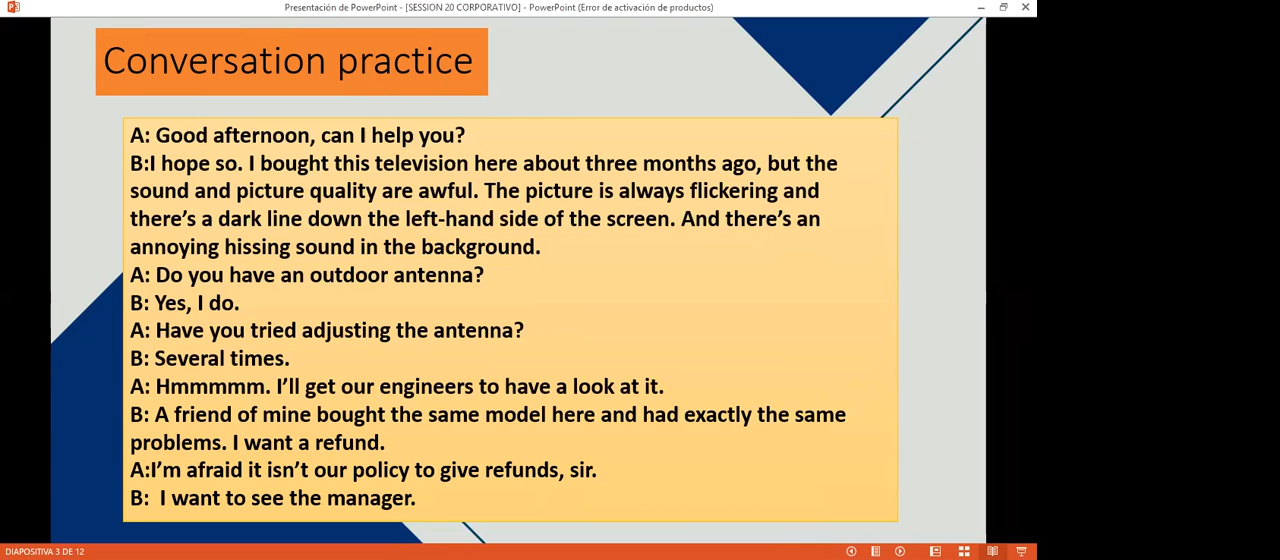 Presentación de PowerPoint - [SESSION 20 CORPORATIVO] - PowerPoint (Error de activación de productos)
Conversation practice
A: Good afternoon, can I help you?
B:I hope so. I bought this television here about three months ago, but the
sound and picture quality are awful. The picture is always flickering and
there’s a dark line down the left-hand side of the screen. And there’s an
annoying hissing sound in the background.
A: Do you have an outdoor antenna?
B: Yes, I do.
A: Have you tried adjusting the antenna?
B: Several times.
A: Hmmmmm. I’ll get our engineers to have a look at it.
B: A friend of mine bought the same model here and had exactly the same
problems. I want a refund.
A:I’m afraid it isn’t our policy to give refunds, sir.
B:  I want to see the manager.
DIAPOSITIVA 3 DE 12